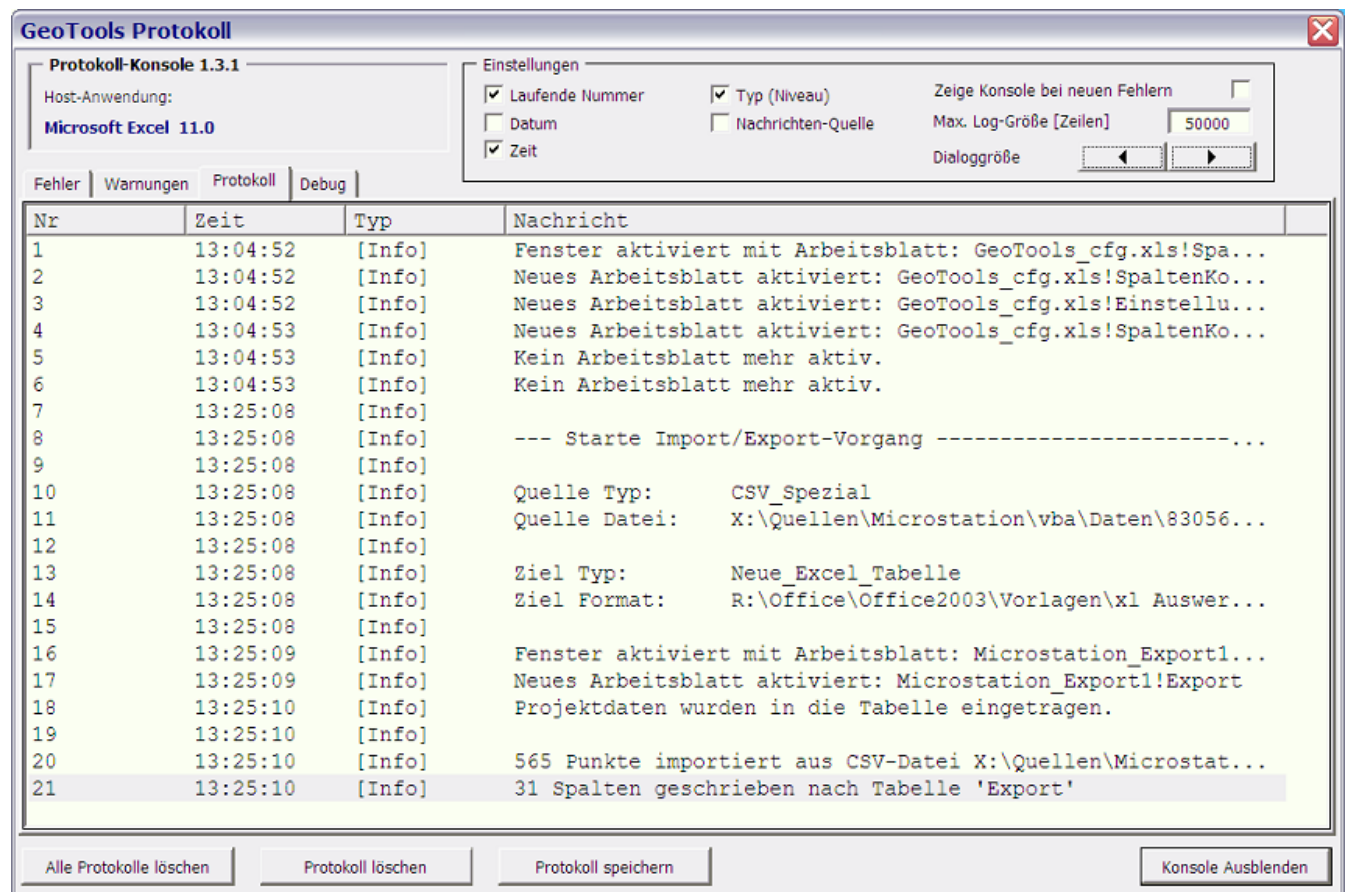 GeoTools Protokoll
Protokoll-Konsole 1.3.1
Host-Anwendung:
Microsoft Excel 11.0
Einstellungen
Laufende Nummer
Datum
Zeit
Typ (Niveau)
Nachrichten-Quelle
Zeige Konsole bei neuen Fehlern
Max. Log-Größe [Zeilen] 50000
Dialoggröße
Fehler Warnungen Protokoll Debug
Nr Zeit Typ Nachricht
1 13:04:52 [Info] Fenster aktiviert mit Arbeitsblatt: GeoTools_cfg.xls!Spa...
2 13:04:52 [Info] Neues Arbeitsblatt aktiviert: GeoTools_cfg.xls!SpaltenKo...
3 13:04:52 [Info] Neues Arbeitsblatt aktiviert: GeoTools_cfg.xls!Einstellu...
4 13:04:53 [Info] Neues Arbeitsblatt aktiviert: GeoTools_cfg.xls!SpaltenKo...
5 13:04:53 [Info] Kein Arbeitsblatt mehr aktiv.
6 13:04:53 [Info] Kein Arbeitsblatt mehr aktiv.
7 13:25:08 [Info]
8 13:25:08 [Info] --- Starte Import/Export-Vorgang -----------------------...
9 13:25:08 [Info]
10 13:25:08 [Info] Quelle Typ: CSV_Spezial
11 13:25:08 [Info] Quelle Datei: X:\Quellen\Microstation\vba\Daten\83056...
12 13:25:08 [Info]
13 13:25:08 [Info] Ziel Typ: Neue_Excel_Tabelle
14 13:25:08 [Info] Ziel Format: R:\Office\Office2003\Vorlagen\xl Auswer...
15 13:25:08 [Info]
16 13:25:09 [Info] Fenster aktiviert mit Arbeitsblatt: Microstation_Export1...
17 13:25:09 [Info] Neues Arbeitsblatt aktiviert: Microstation_Export1!Export
18 13:25:10 [Info] Projektdaten wurden in die Tabelle eingetragen.
19 13:25:10 [Info]
20 13:25:10 [Info] 565 Punkte importiert aus CSV-Datei X:\Quellen\Microstat...
21 13:25:10 [Info] 31 Spalten geschrieben nach Tabelle 'Export'
Alle Protokolle löschen Protokoll löschen Protokoll speichern Konsole Ausblenden